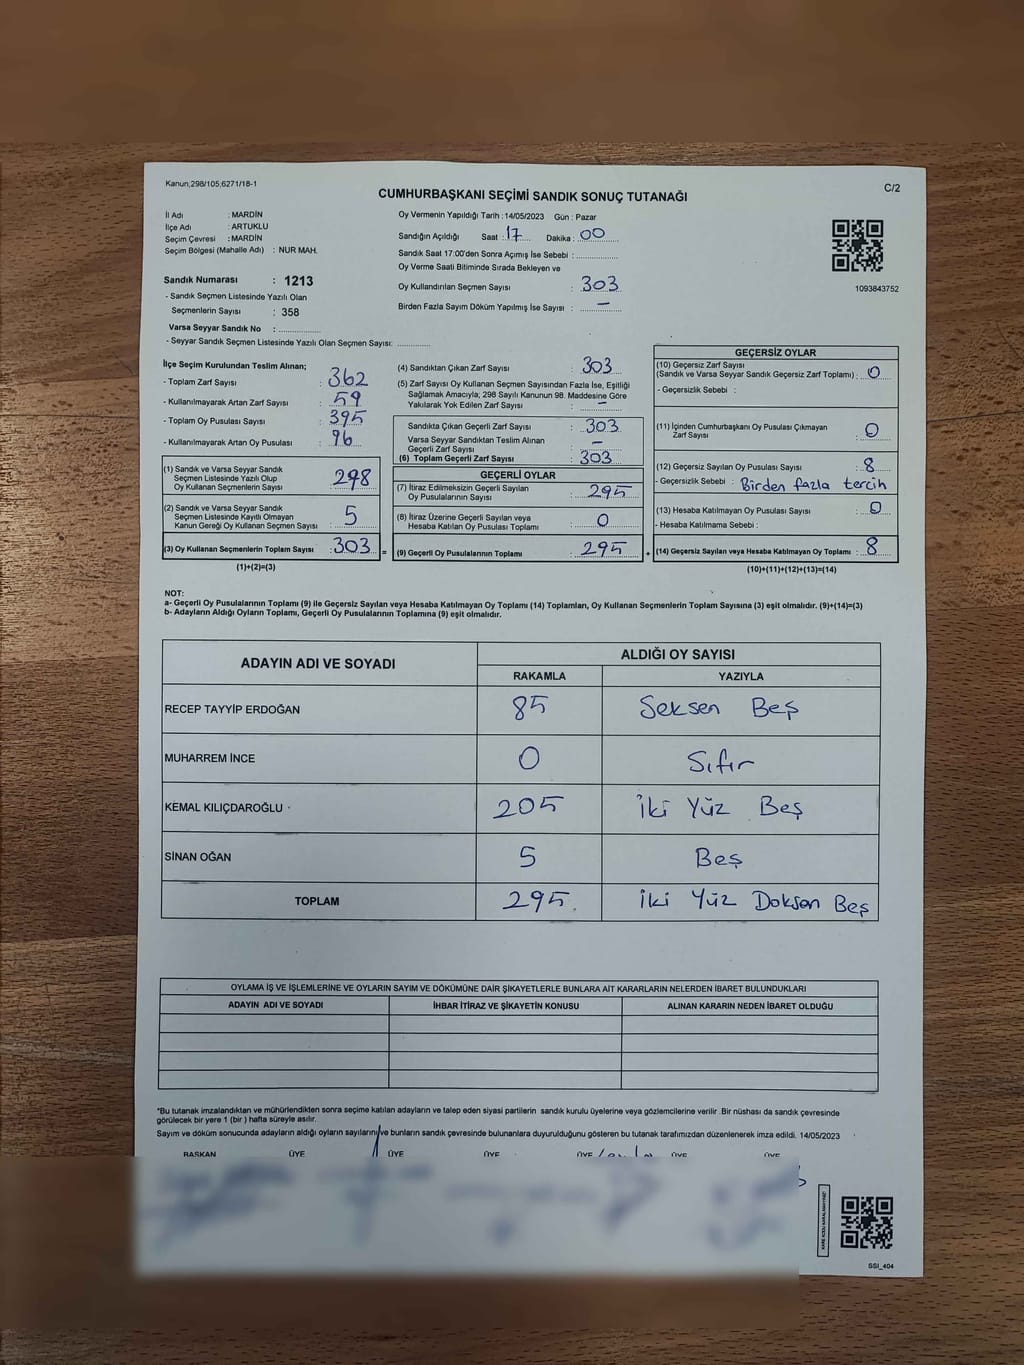 Kanun;298/105;6271/18-1
C/2
CUMHURBAŞKANI SEÇİMİ SANDIK SONUÇ TUTANAĞI
İl Adı : MARDİN
İlçe Adı : ARTUKLU
Seçim Çevresi : MARDİN
Seçim Bölgesi (Mahalle Adı) : NUR MAH.
Sandık Numarası : 1213
- Sandık Seçmen Listesinde Yazılı Olan
Seçmenlerin Sayısı : 358
Varsa Seyyar Sandık No :
- Seyyar Sandık Seçmen Listesinde Yazılı Olan Seçmen Sayısı:
Oy Vermenin Yapıldığı Tarih : 14/05/2023 Gün : Pazar
Sandığın Açıldığı Saat : 17 Dakika : 00
Sandık Saat 17:00'den Sonra Açımış İse Sebebi :
Oy Verme Saati Bitiminde Sırada Bekleyen ve
Oy Kullandırılan Seçmen Sayısı : 303
Birden Fazla Sayım Döküm Yapılmış İse Sayısı : –
1093843752
İlçe Seçim Kurulundan Teslim Alınan;
- Toplam Zarf Sayısı : 362
- Kullanılmayarak Artan Zarf Sayısı : 59
- Toplam Oy Pusulası Sayısı : 395
- Kullanılmayarak Artan Oy Pusulası : 96
(1) Sandık ve Varsa Seyyar Sandık
Seçmen Listesinde Yazılı Olup
Oy Kullanan Seçmenlerin Sayısı : 298
(2) Sandık ve Varsa Seyyar Sandık
Seçmen Listesinde Kayıtlı Olmayan
Kanun Gereği Oy Kullanan Seçmen Sayısı : 5
(3) Oy Kullanan Seçmenlerin Toplam Sayısı : 303 =
(1)+(2)=(3)
(4) Sandıktan Çıkan Zarf Sayısı : 303
(5) Zarf Sayısı Oy Kullanan Seçmen Sayısından Fazla İse, Eşitliği
Sağlamak Amacıyla; 298 Sayılı Kanunun 98. Maddesine Göre
Yakılarak Yok Edilen Zarf Sayısı : –
Sandıkta Çıkan Geçerli Zarf Sayısı : 303
Varsa Seyyar Sandıktan Teslim Alınan
Geçerli Zarf Sayısı : –
(6) Toplam Geçerli Zarf Sayısı : 303
GEÇERLİ OYLAR
(7) İtiraz Edilmeksizin Geçerli Sayılan
Oy Pusulalarının Sayısı : 295
(8) İtiraz Üzerine Geçerli Sayılan veya
Hesaba Katılan Oy Pusulası Toplamı : 0
(9) Geçerli Oy Pusulalarının Toplamı : 295 +
GEÇERSİZ OYLAR
(10) Geçersiz Zarf Sayısı
(Sandık ve Varsa Seyyar Sandık Geçersiz Zarf Toplamı) : 0
- Geçersizlik Sebebi :
(11) İçinden Cumhurbaşkanı Oy Pusulası Çıkmayan
Zarf Sayısı : 0
(12) Geçersiz Sayılan Oy Pusulası Sayısı : 8
- Geçersizlik Sebebi : Birden fazla tercih
(13) Hesaba Katılmayan Oy Pusulası Sayısı : 0
- Hesaba Katılmama Sebebi :
(14) Geçersiz Sayılan veya Hesaba Katılmayan Oy Toplamı : 8
(10)+(11)+(12)+(13)=(14)
NOT:
a- Geçerli Oy Pusulalarının Toplamı (9) ile Geçersiz Sayılan veya Hesaba Katılmayan Oy Toplamı (14) Toplamları, Oy Kullanan Seçmenlerin Toplam Sayısına (3) eşit olmalıdır. (9)+(14)=(3)
b- Adayların Aldığı Oyların Toplamı, Geçerli Oy Pusulalarının Toplamına (9) eşit olmalıdır.
ADAYIN ADI VE SOYADI
ALDIĞI OY SAYISI
RAKAMLA YAZIYLA
RECEP TAYYİP ERDOĞAN 85 Seksen Beş
MUHARREM İNCE 0 Sıfır
KEMAL KILIÇDAROĞLU 205 İki Yüz Beş
SİNAN OĞAN 5 Beş
TOPLAM 295 İki Yüz Doksan Beş
OYLAMA İŞ VE İŞLEMLERİNE VE OYLARIN SAYIM VE DÖKÜMÜNE DAİR ŞİKAYETLERLE BUNLARA AİT KARARLARIN NELERDEN İBARET BULUNDUKLARI
ADAYIN ADI VE SOYADI İHBAR İTİRAZ VE ŞİKAYETİN KONUSU ALINAN KARARIN NEDEN İBARET OLDUĞU
*Bu tutanak imzalandıktan ve mühürlendikten sonra seçime katılan adayların ve talep eden siyasi partilerin sandık kurulu üyelerine veya gözlemcilerine verilir .Bir nüshası da sandık çevresinde
görülecek bir yere 1 (bir ) hafta süreyle asılır.
Sayım ve döküm sonucunda adayların aldığı oyların sayılarını ve bunların sandık çevresinde bulunanlara duyurulduğunu gösteren bu tutanak tarafımızdan düzenlenerek imza edildi. 14/05/2023
BAŞKAN ÜYE ÜYE ÜYE ÜYE ÜYE ÜYE
SSI_404